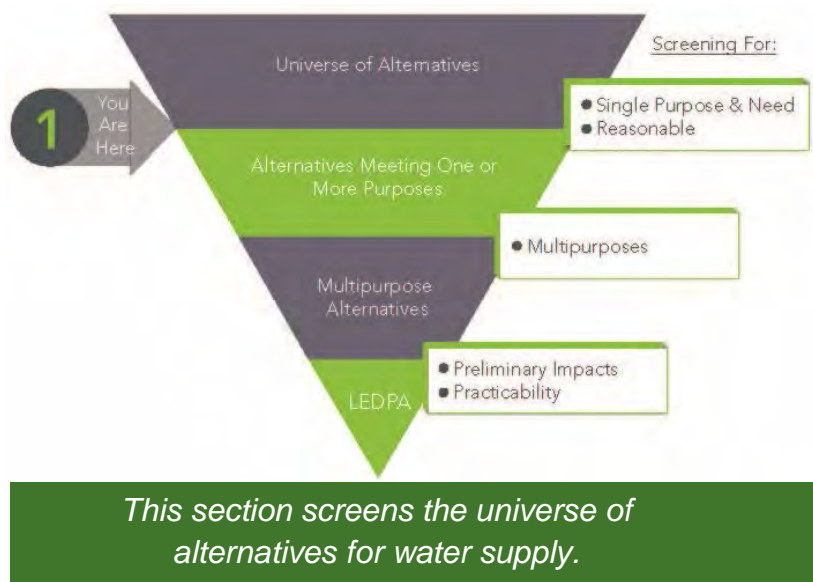 Universe of Alternatives
Screening For:
1
You
Are
Here
● Single Purpose & Need
● Reasonable
Alternatives Meeting One or
More Purposes
● Multipurposes
Multipurpose
Alternatives
● Preliminary Impacts
● Practicability
LEDPA
This section screens the universe of
alternatives for water supply.